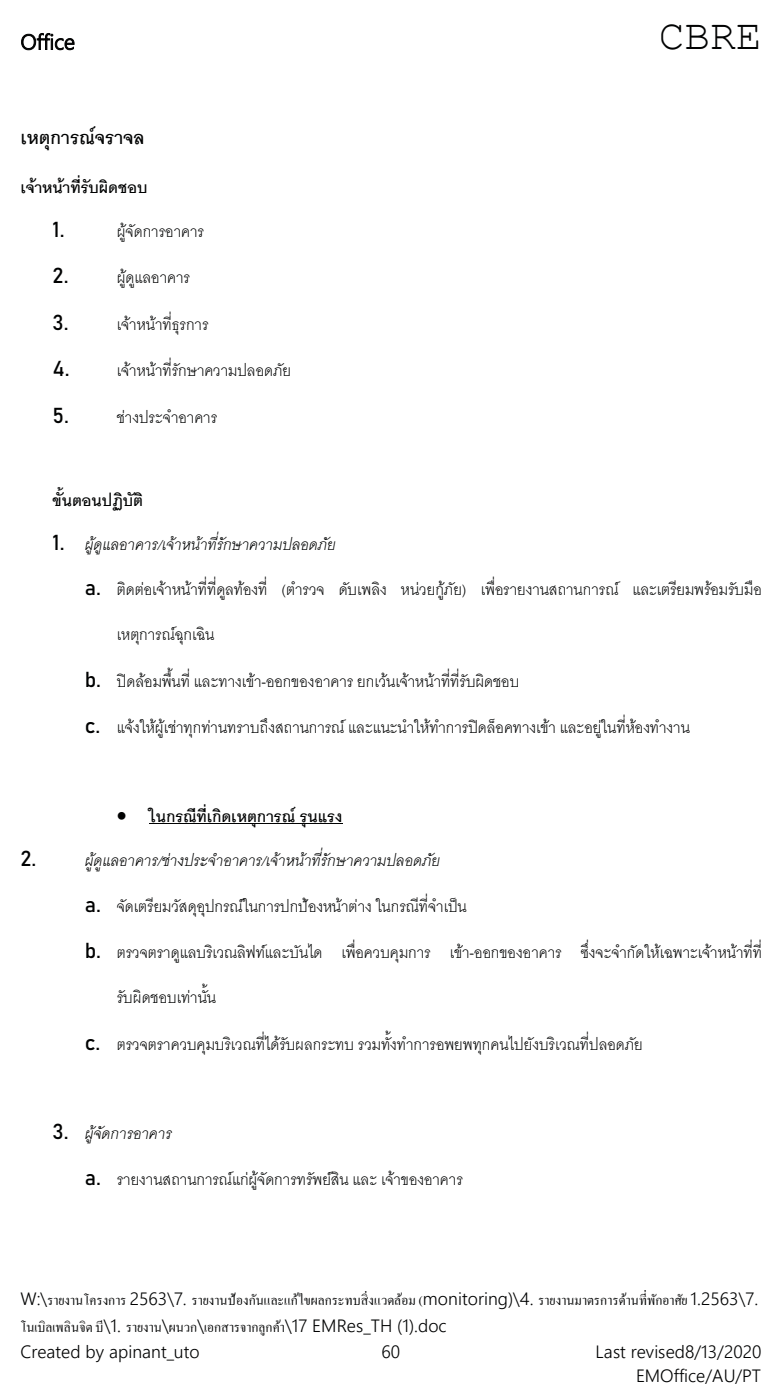 Office
CBRE
เหตุการณ์จราจล
เจ้าหน้าที่รับผิดชอบ
1. ผู้จัดการอาคาร
2. ผู้ดูแลอาคาร
3. เจ้าหน้าที่ธุรการ
4. เจ้าหน้าที่รักษาความปลอดภัย
5. ช่างประจำอาคาร
ขั้นตอนปฏิบัติ
1. ผู้ดูแลอาคาร/เจ้าหน้าที่รักษาความปลอดภัย
a. ติดต่อเจ้าหน้าที่ที่ดูลท้องที่ (ตำรวจ ดับเพลิง หน่วยกู้ภัย) เพื่อรายงานสถานการณ์ และเตรียมพร้อมรับมือ
เหตุการณ์ฉุกเฉิน
b. ปิดล้อมพื้นที่ และทางเข้า-ออกของอาคาร ยกเว้นเจ้าหน้าที่ที่รับผิดชอบ
c. แจ้งให้ผู้เช่าทุกท่านทราบถึงสถานการณ์ และแนะนำให้ทำการปิดล็อคทางเข้า และอยู่ในที่ห้องทำงาน
• ในกรณีที่เกิดเหตุการณ์ รุนแรง
2. ผู้ดูแลอาคาร/ช่างประจำอาคาร/เจ้าหน้าที่รักษาความปลอดภัย
a. จัดเตรียมวัสดุอุปกรณ์ในการปกป้องหน้าต่าง ในกรณีที่จำเป็น
b. ตรวจตราดูแลบริเวณลิฟท์และบันได เพื่อควบคุมการ เข้า-ออกของอาคาร ซึ่งจะจำกัดให้เฉพาะเจ้าหน้าที่ที่
รับผิดชอบเท่านั้น
c. ตรวจตราควบคุมบริเวณที่ได้รับผลกระทบ รวมทั้งทำการอพยพทุกคนไปยังบริเวณที่ปลอดภัย
3. ผู้จัดการอาคาร
a. รายงานสถานการณ์แก่ผู้จัดการทรัพย์สิน และ เจ้าของอาคาร
W:\รายงานโครงการ 2563\7. รายงานป้องกันและแก้ไขผลกระทบสิ่งแวดล้อม (monitoring)\4. รายงานมาตรการด้านที่พักอาศัย 1.2563\7.
โนเบิลเพลินจิต บี\1. รายงาน\ผนวก\เอกสารจากลูกค้า\17 EMRes_TH (1).doc
Created by apinant_uto 60 Last revised8/13/2020
EMOffice/AU/PT